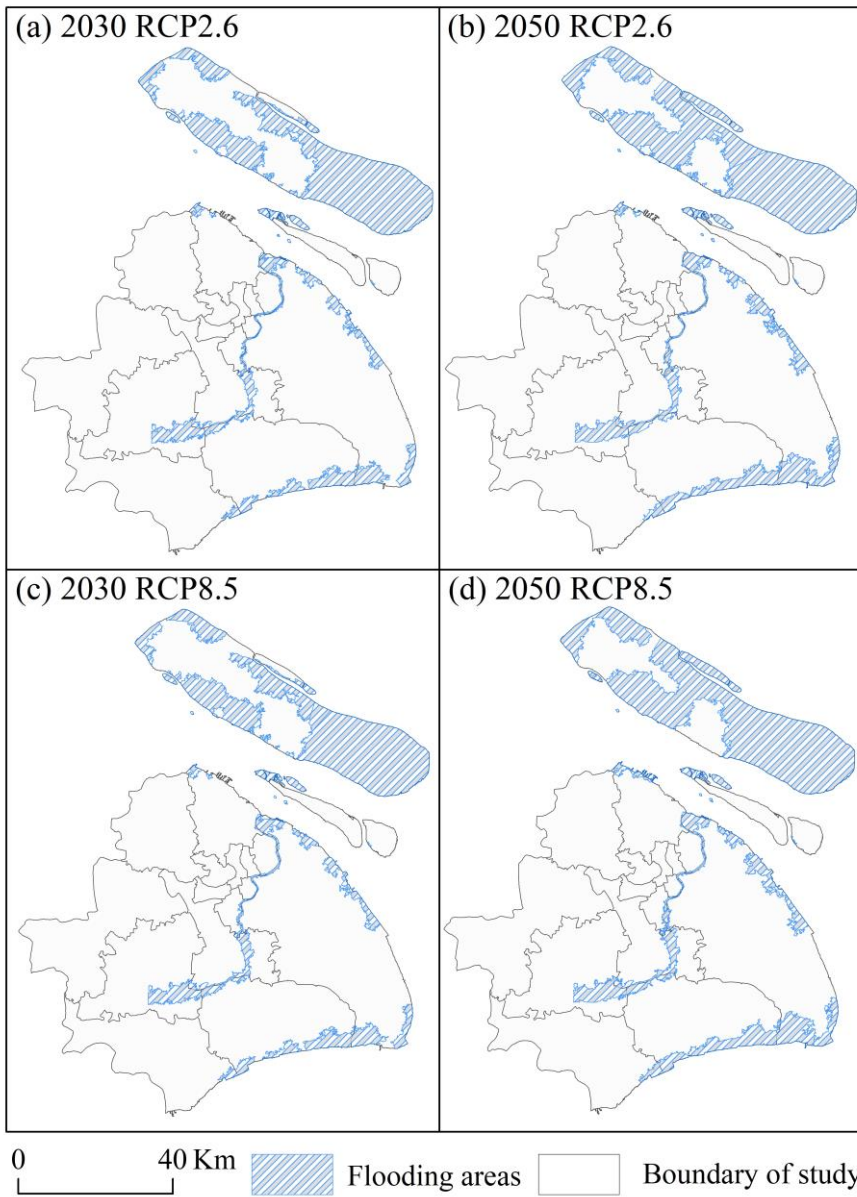 (a) 2030 RCP2.6
(b) 2050 RCP2.6
(c) 2030 RCP8.5
(d) 2050 RCP8.5
0 40 Km Flooding areas Boundary of study